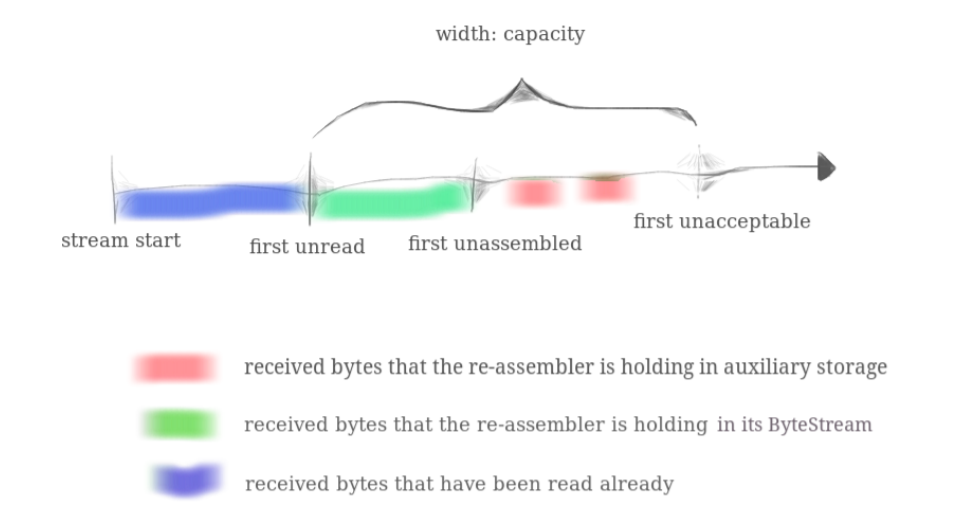 width: capacity
stream start
first unread
first unassembled
first unacceptable
received bytes that the re-assembler is holding in auxiliary storage
received bytes that the re-assembler is holding in its ByteStream
received bytes that have been read already